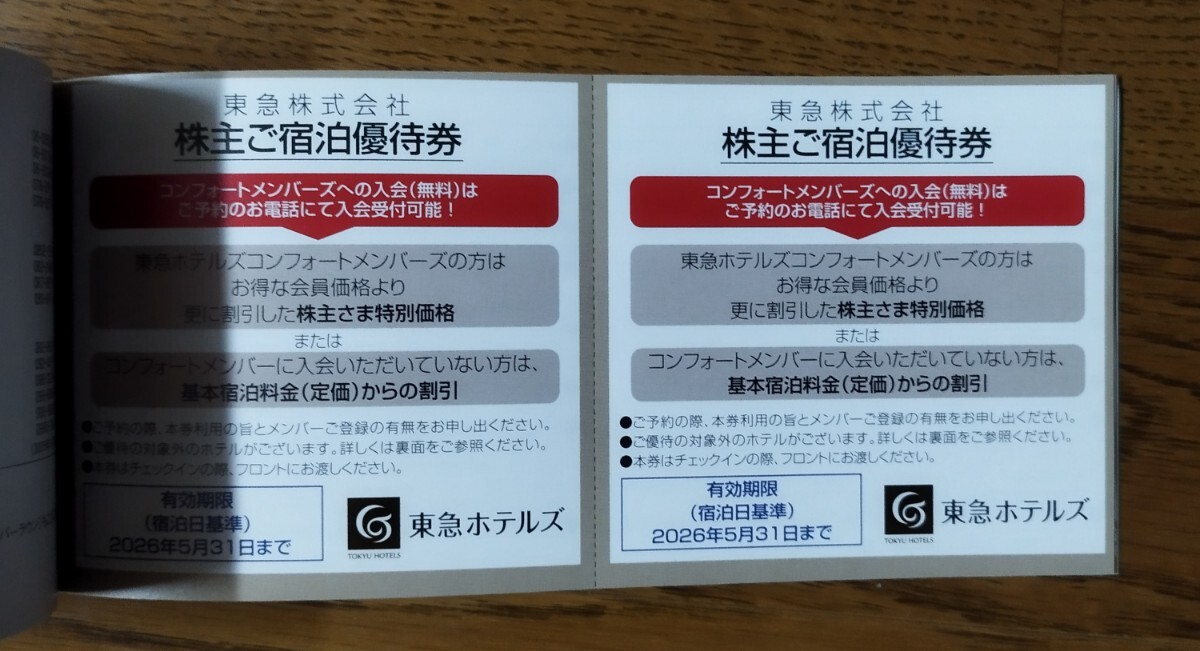 東急株式会社
株主ご宿泊優待券
コンフォートメンバーズへの入会(無料)は
ご予約のお電話にて入会受付可能!
東急ホテルズコンフォートメンバーズの方は
お得な会員価格より
更に割引した株主さま特別価格
または
コンフォートメンバーに入会いただいていない方は、
基本宿泊料金(定価)からの割引
●ご予約の際、本券利用の旨とメンバーご登録の有無をお申し出ください。
●ご優待の対象外のホテルがございます。詳しくは裏面をご参照ください。
●本券はチェックインの際、フロントにお渡しください。
有効期限
(宿泊日基準)
2026年5月31日まで
TOKYU HOTELS
東急ホテルズ
東急株式会社
株主ご宿泊優待券
コンフォートメンバーズへの入会(無料)は
ご予約のお電話にて入会受付可能!
東急ホテルズコンフォートメンバーズの方は
お得な会員価格より
更に割引した株主さま特別価格
または
コンフォートメンバーに入会いただいていない方は、
基本宿泊料金(定価)からの割引
●ご予約の際、本券利用の旨とメンバーご登録の有無をお申し出ください。
●ご優待の対象外のホテルがございます。詳しくは裏面をご参照ください。
●本券はチェックインの際、フロントにお渡しください。
有効期限
(宿泊日基準)
2026年5月31日まで
TOKYU HOTELS
東急ホテルズ